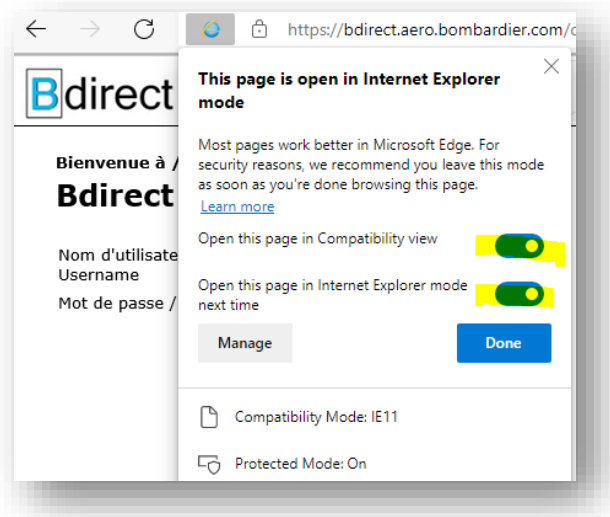 https://bdirect.aero.bombardier.com/
Bdirect
This page is open in Internet Explorer
mode
Most pages work better in Microsoft Edge. For
security reasons, we recommend you leave this mode
as soon as you're done browsing this page.
Learn more
Bienvenue à /
Bdirect
Open this page in Compatibility view
Nom d'utilisate
Username
Open this page in Internet Explorer mode
next time
Mot de passe /
Manage
Done
Compatibility Mode: IE11
Protected Mode: On